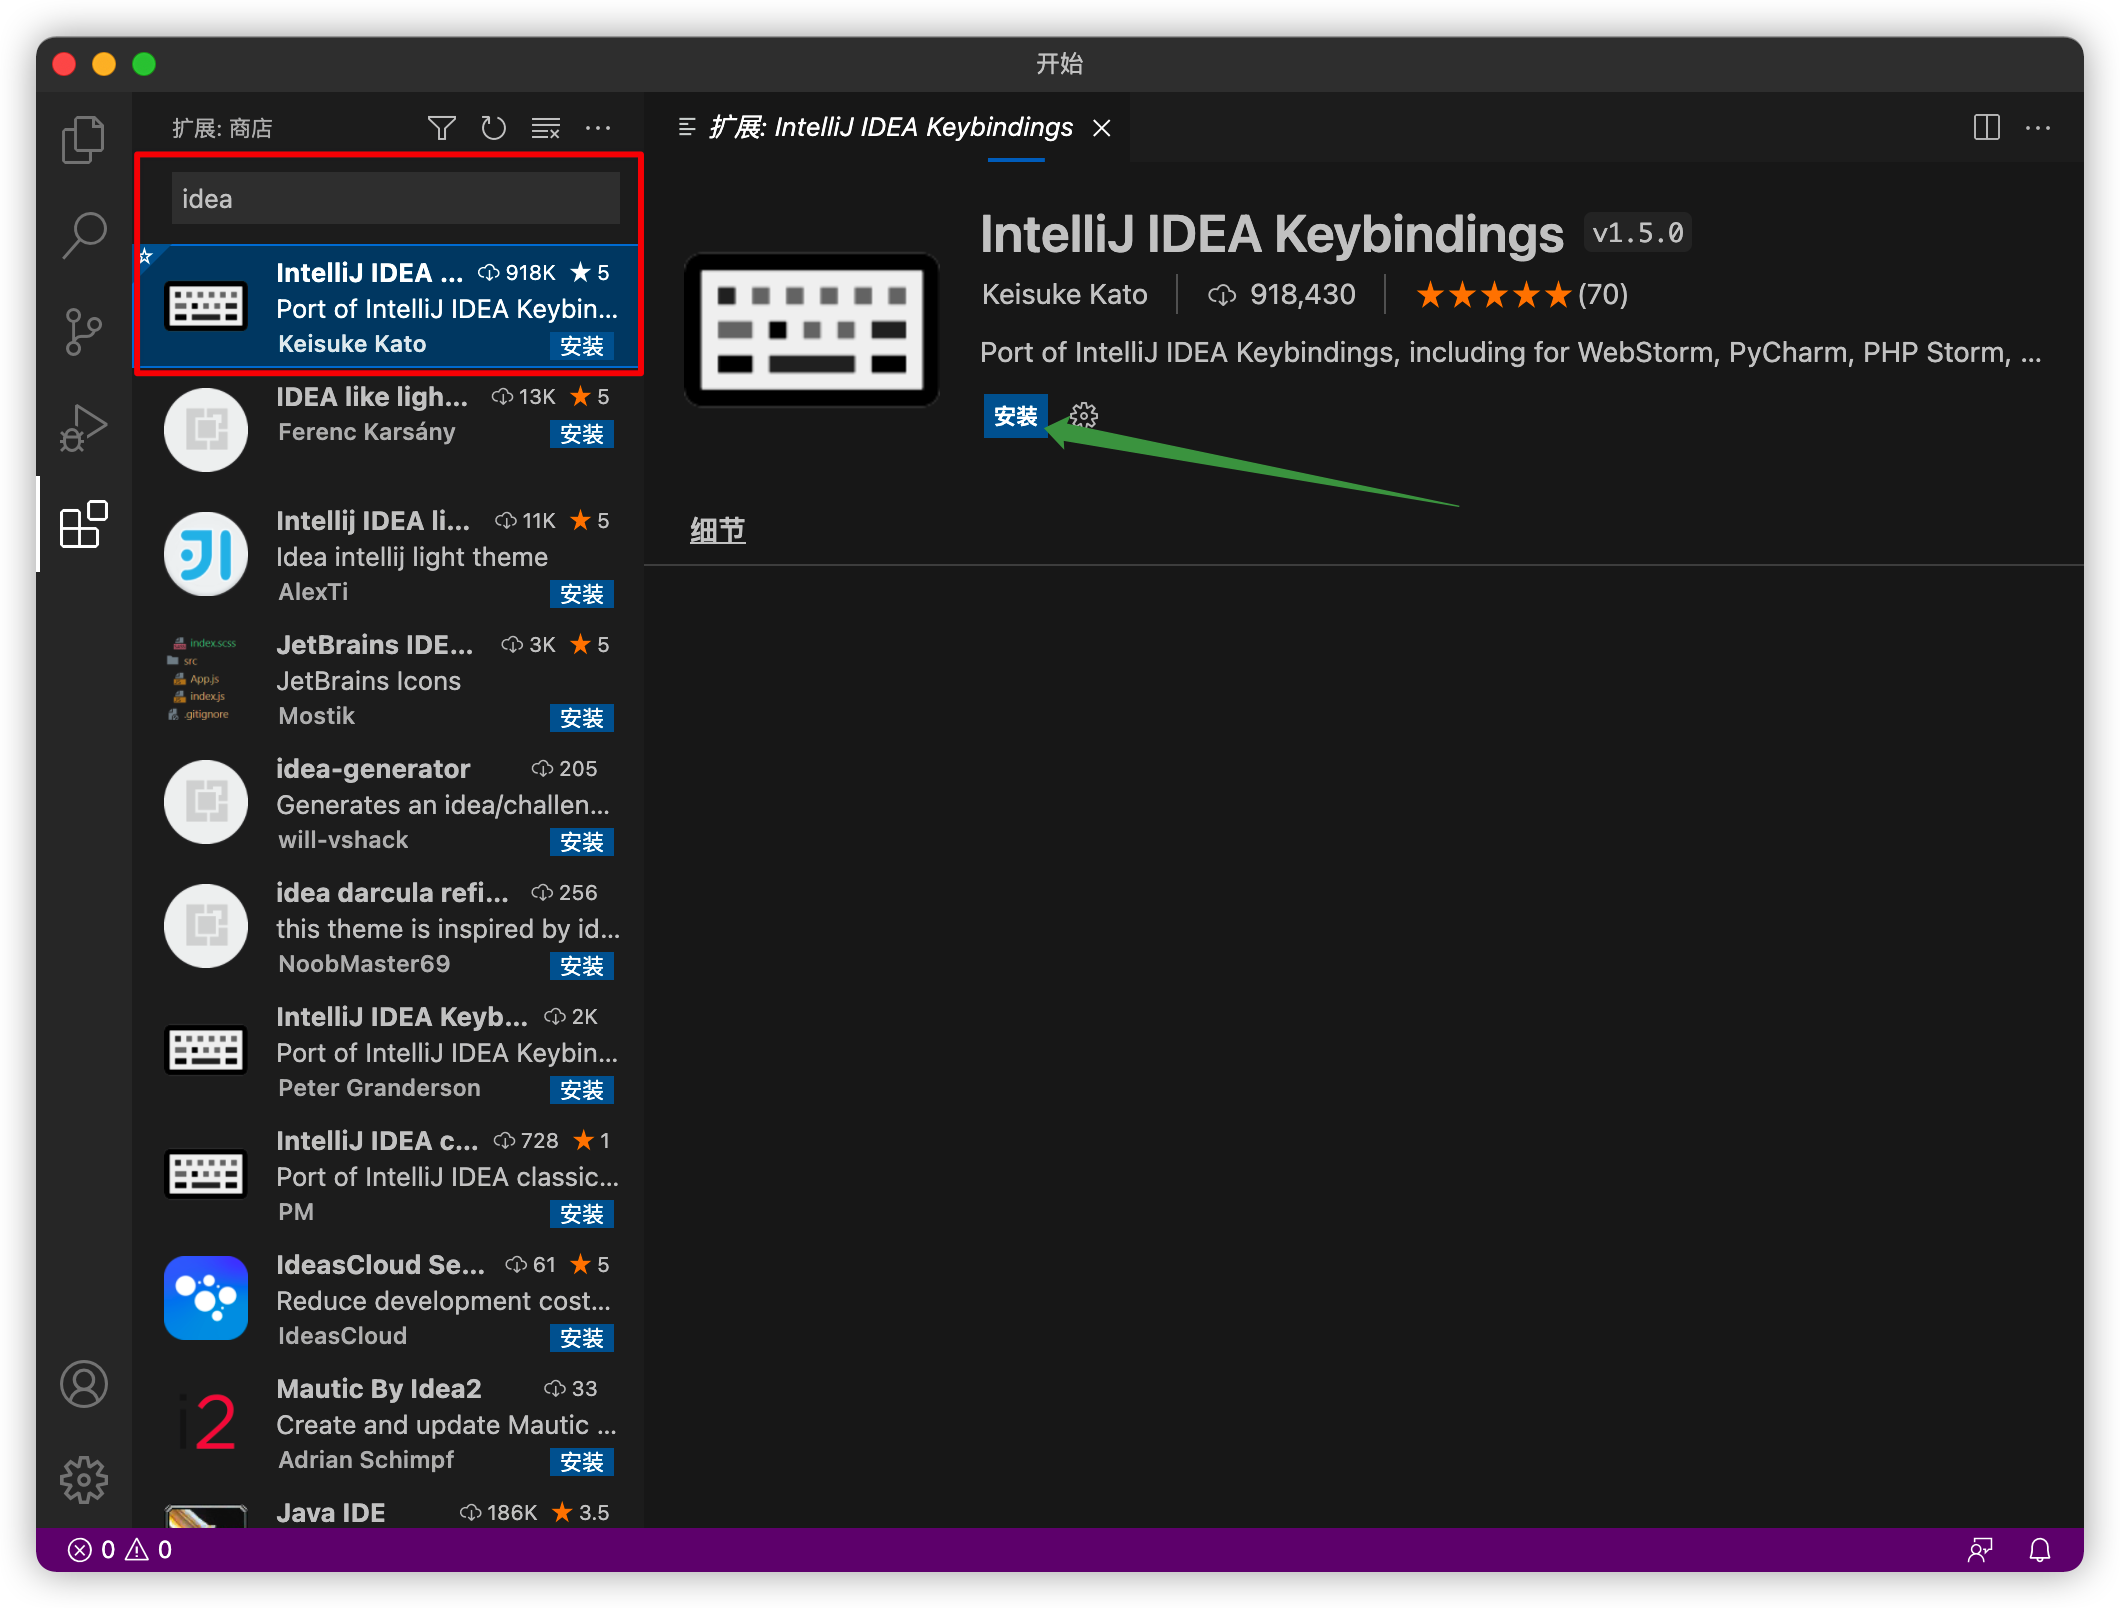 开始
扩展: 商店
idea
IntelliJ IDEA ... 918K ★ 5
Port of IntelliJ IDEA Keybin...
Keisuke Kato 安装
IDEA like ligh... 13K ★ 5
Ferenc Karsány 安装
Intellij IDEA li... 11K ★ 5
Idea intellij light theme
AlexTi 安装
index.scss
src
App.js
index.js
.gitignore
JetBrains IDE... 3K ★ 5
JetBrains Icons
Mostik 安装
idea-generator 205
Generates an idea/challen...
will-vshack 安装
idea darcula refi... 256
this theme is inspired by id...
NoobMaster69 安装
IntelliJ IDEA Keyb... 2K
Port of IntelliJ IDEA Keybin...
Peter Granderson 安装
IntelliJ IDEA c... 728 ★ 1
Port of IntelliJ IDEA classic...
PM 安装
IdeasCloud Se... 61 ★ 5
Reduce development cost...
IdeasCloud 安装
i2
Mautic By Idea2 33
Create and update Mautic ...
Adrian Schimpf 安装
Java IDE 186K ★ 3.5
扩展: IntelliJ IDEA Keybindings
IntelliJ IDEA Keybindings v1.5.0
Keisuke Kato | 918,430 | ★★★★★(70)
Port of IntelliJ IDEA Keybindings, including for WebStorm, PyCharm, PHP Storm, ...
安装
细节
0 0